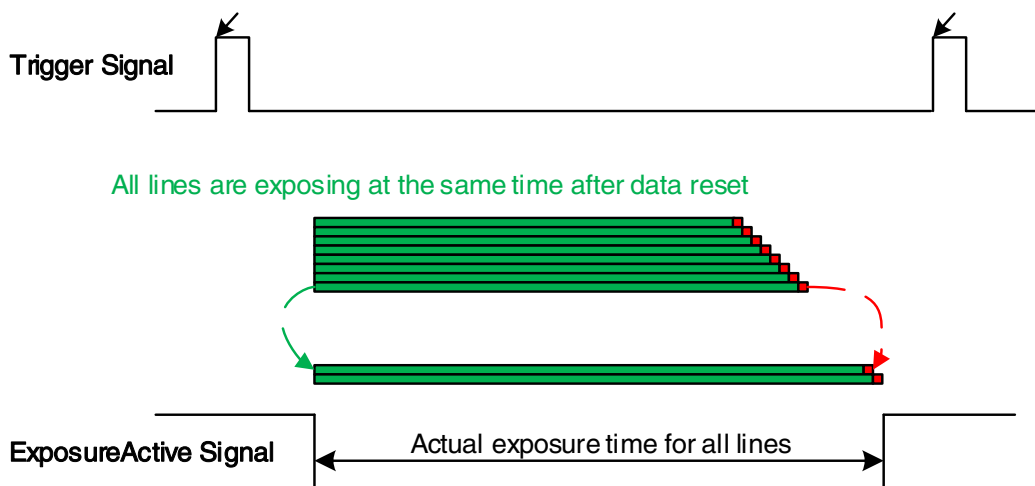 Trigger Signal
All lines are exposing at the same time after data reset
Actual exposure time for all lines
ExposureActive Signal